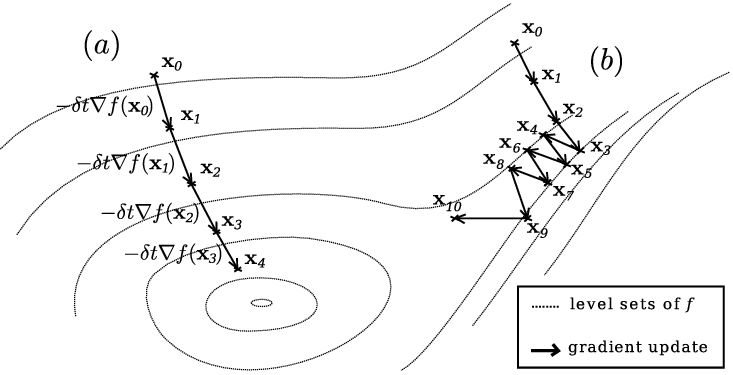 (a)
x₀
−δt∇f(x₀)
x₁
−δt∇f(x₁)
x₂
−δt∇f(x₂)
x₃
−δt∇f(x₃)
x₄
(b)
x₀
x₁
x₂
x₄
x₃
x₆
x₅
x₈
x₇
x₁₀
x₉
level sets of f
gradient update